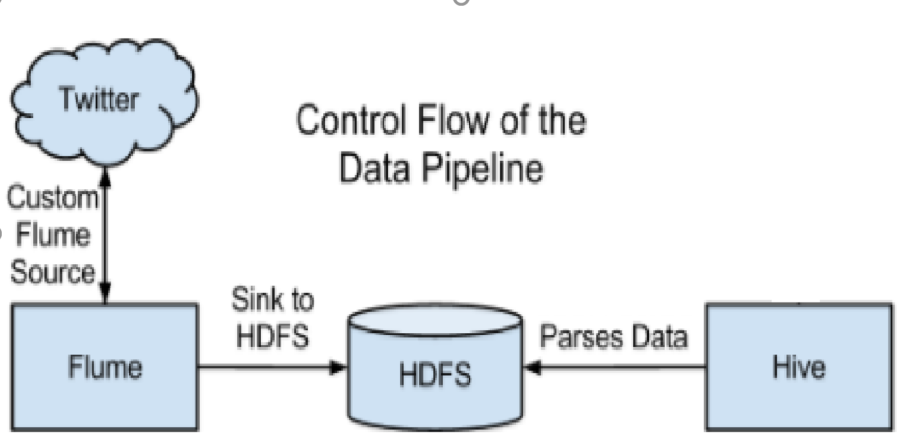 Twitter
Control Flow of the
Data Pipeline
Custom
Flume
Source
Sink to
HDFS
Flume
HDFS
Parses Data
Hive